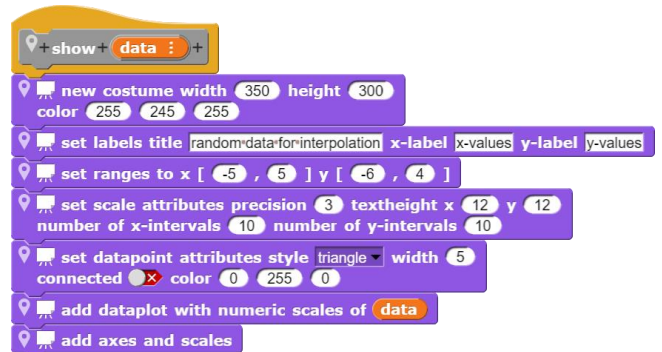 + show + data ⋮ +
new costume width 350 height 300
color 255 245 255
set labels title random data for interpolation x-label x-values y-label y-values
set ranges to x [ -5 , 5 ] y [ -6 , 4 ]
set scale attributes precision 3 textheight x 12 y 12
number of x-intervals 10 number of y-intervals 10
set datapoint attributes style triangle width 5
connected color 0 255 0
add dataplot with numeric scales of data
add axes and scales